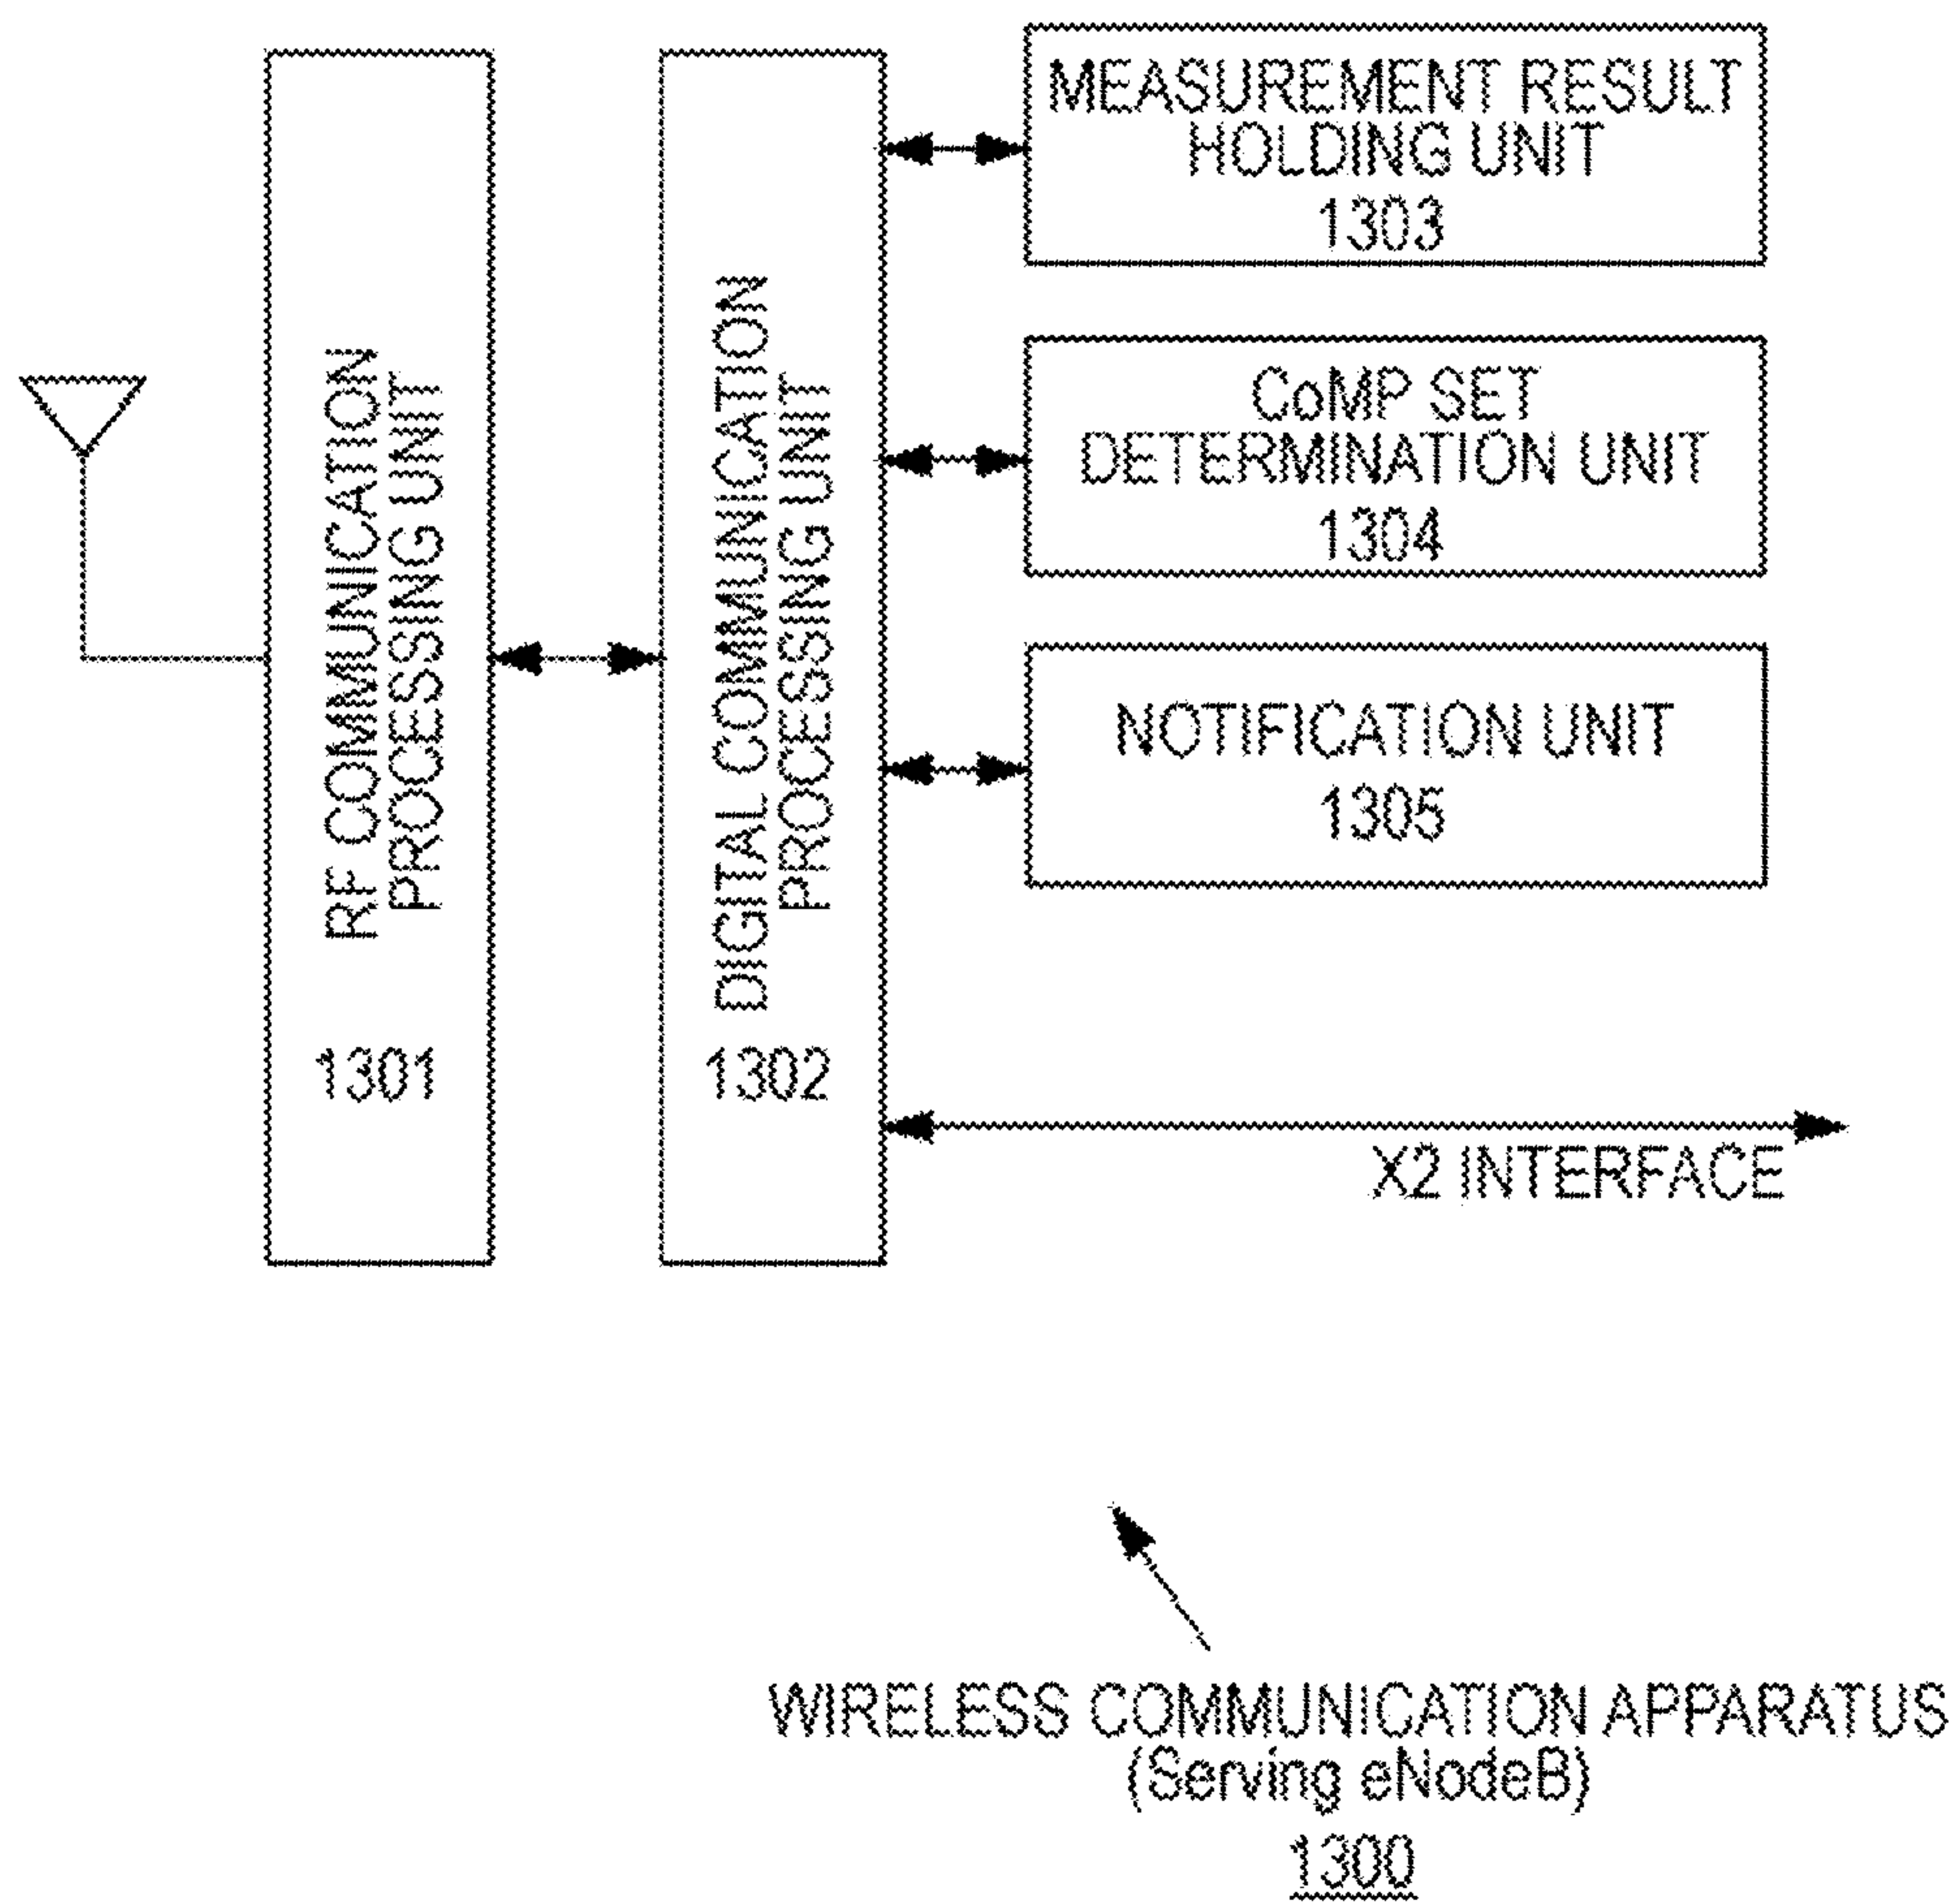 RF COMMUNICATION
PROCESSING UNIT
1301
DIGITAL COMMUNICATION
PROCESSING UNIT
1302
MEASUREMENT RESULT
HOLDING UNIT
1303
CoMP SET
DETERMINATION UNIT
1304
NOTIFICATION UNIT
1305
X2 INTERFACE
WIRELESS COMMUNICATION APPARATUS
(Serving eNodeB)
1300